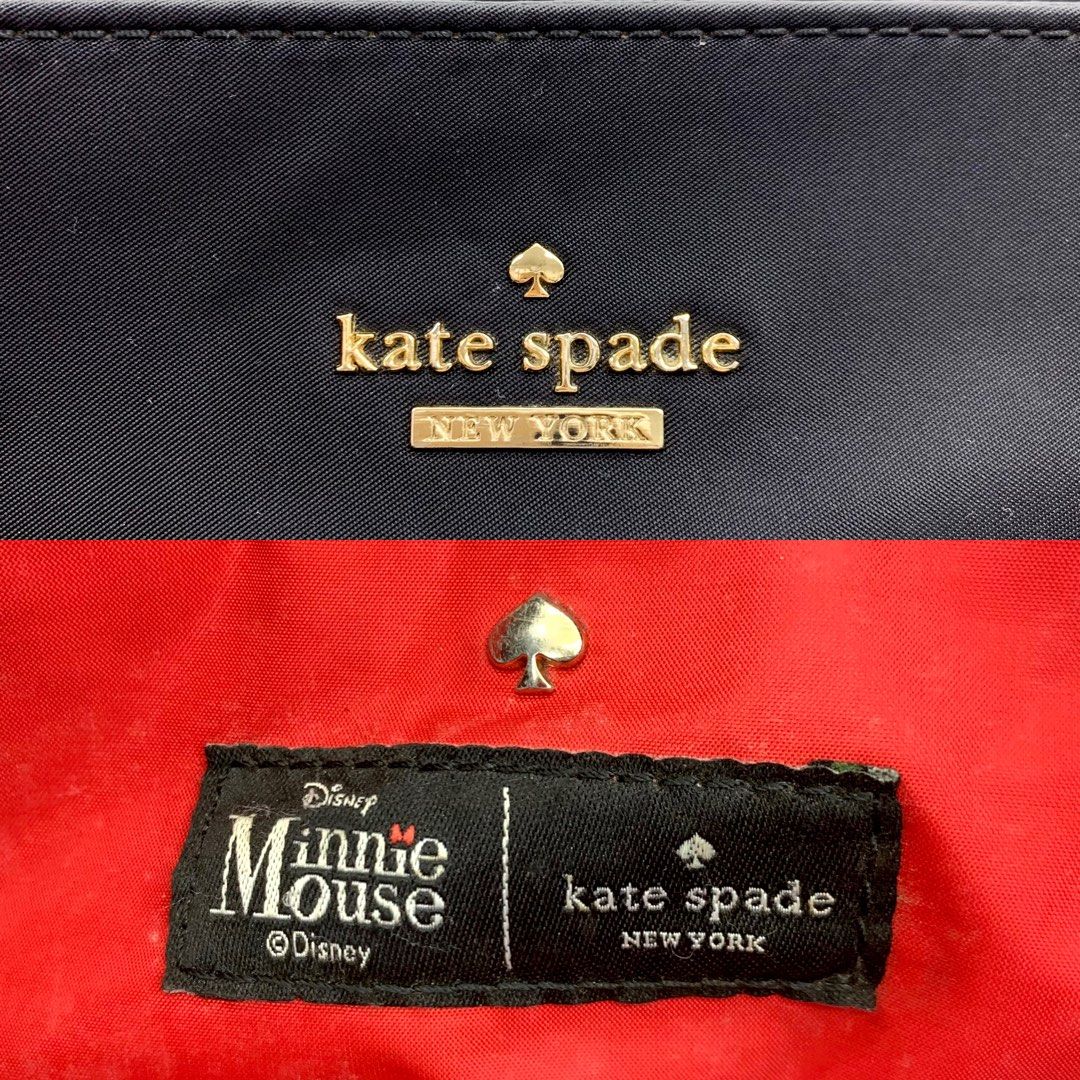 kate spade
NEW YORK
Disney
Minnie
Mouse
©Disney
kate spade
NEW YORK